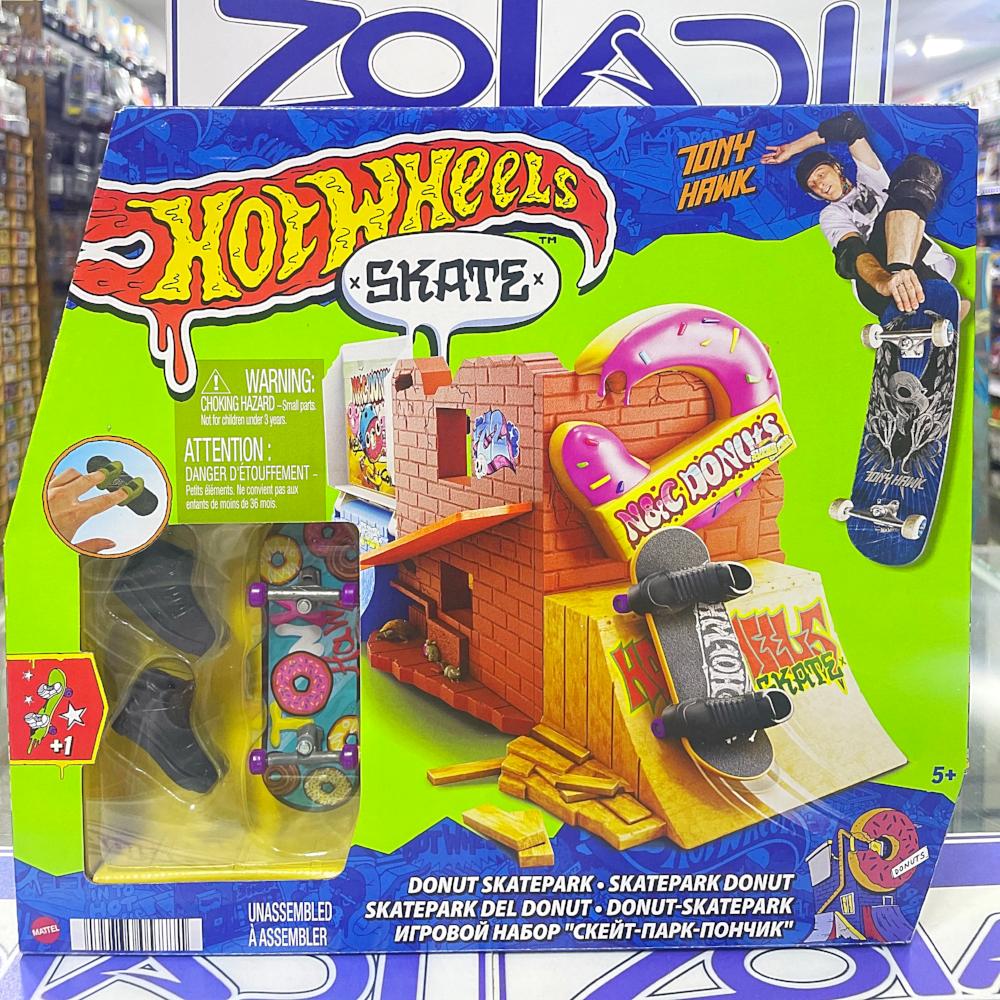 ZOLADI
HOT WHEELS
TM
SKATE
TONY
HAWK
WARNING:
CHOKING HAZARD – Small parts.
Not for children under 3 years.
ATTENTION :
DANGER D'ÉTOUFFEMENT –
Petits éléments. Ne convient pas aux
enfants de moins de 36 mois.
N&C DONUTS
N&C DONUTS
TONY HAWK
HOT WHEELS
SKATE
+1
5+
DONUTS
DONUT SKATEPARK • SKATEPARK DONUT
SKATEPARK DEL DONUT • DONUT-SKATEPARK
ИГРОВОЙ НАБОР "СКЕЙТ-ПАРК-ПОНЧИК"
UNASSEMBLED
À ASSEMBLER
MATTEL